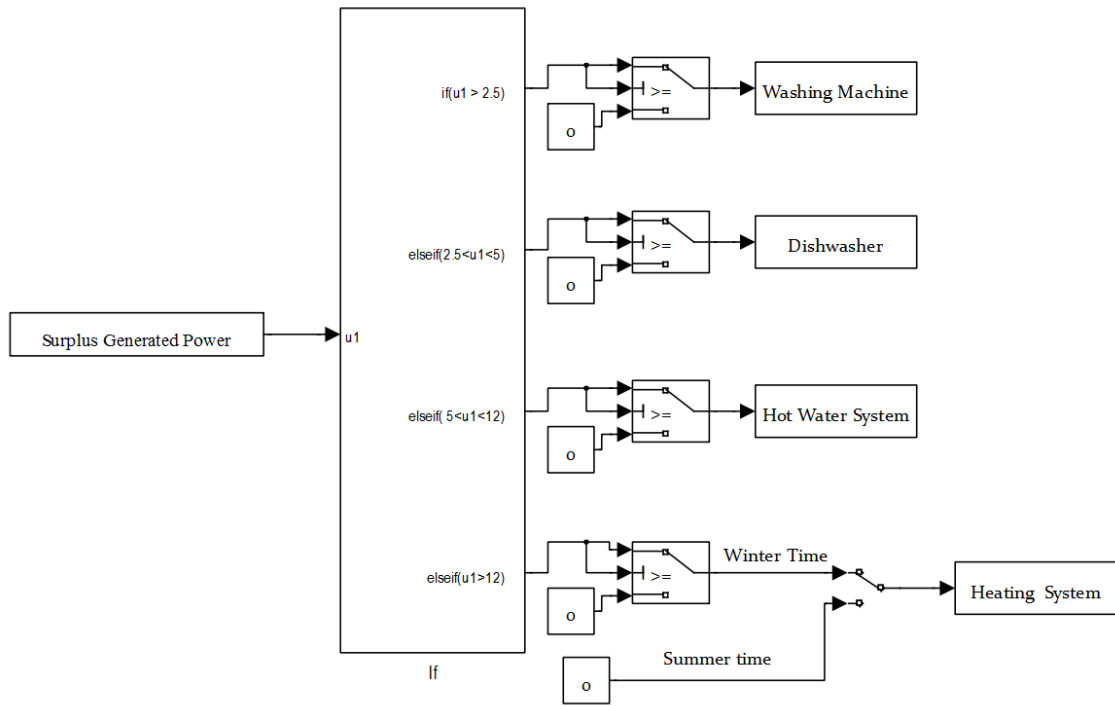 if(u1 > 2.5)
>=
o
Washing Machine
elseif(2.5<u1<5)
>=
o
Dishwasher
Surplus Generated Power
u1
elseif( 5<u1<12)
>=
o
Hot Water System
elseif(u1>12)
>=
o
Winter Time
Heating System
Summer time
o
If